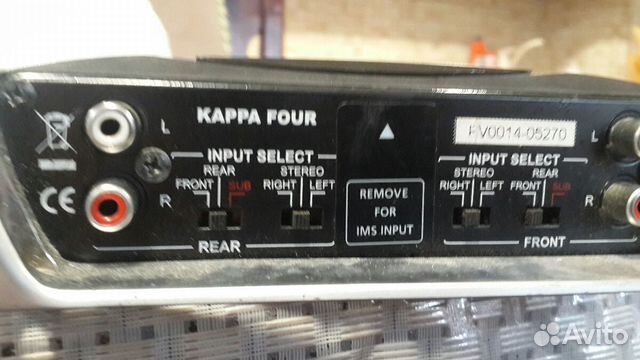 KAPPA FOUR
L
R
INPUT SELECT
REAR
FRONT SUB
STEREO
RIGHT LEFT
REAR
REMOVE
FOR
IMS INPUT
PV0014-05270
INPUT SELECT
STEREO
RIGHT LEFT
REAR
FRONT SUB
FRONT
L
R
CE
Avito